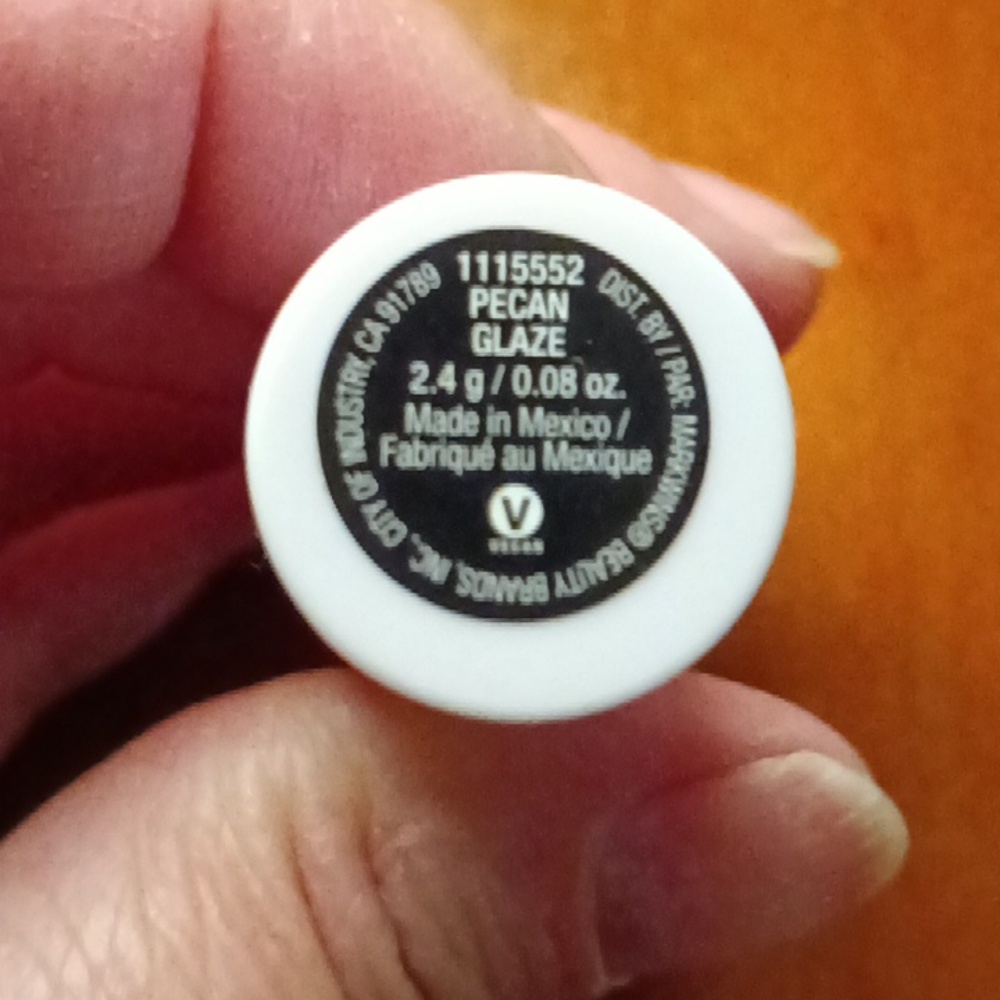 1115552
PECAN
GLAZE
2.4 g / 0.08 oz.
Made in Mexico /
Fabriqué au Mexique
V
VEGAN
DIST. BY / PAR: MARKWINS® BEAUTY BRANDS, INC., CITY OF INDUSTRY, CA 91789